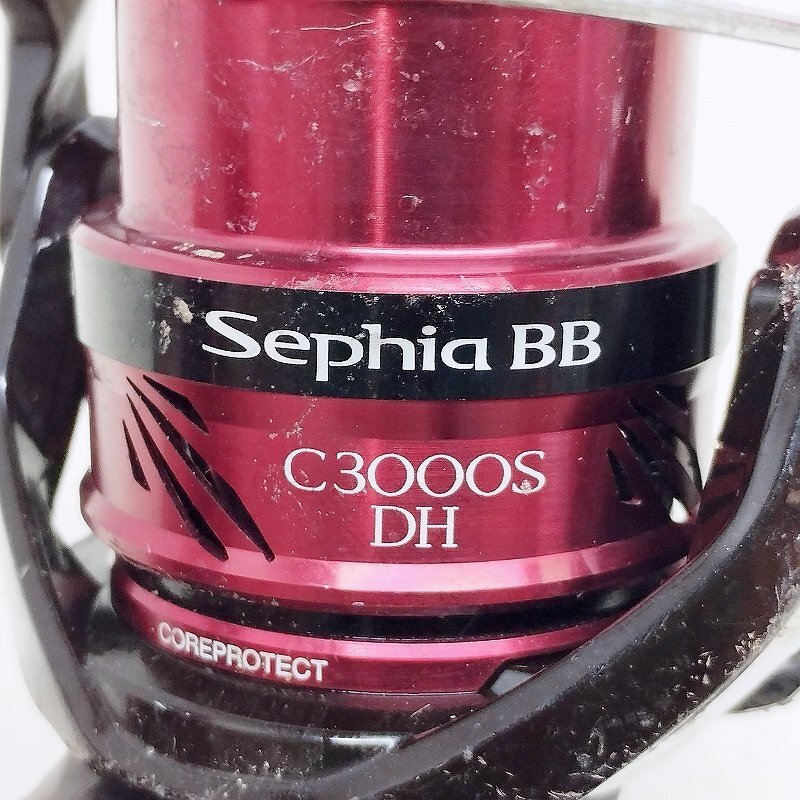 Sephia BB
C3000S
DH
COREPROTECT